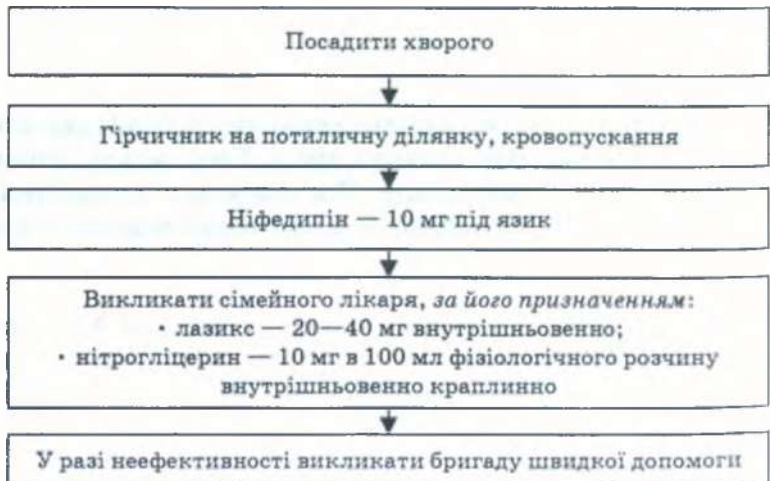 Посадити хворого
Гірчичник на потиличну ділянку, кровопускання
Ніфедипін — 10 мг під язик
Викликати сімейного лікаря, за його призначенням:
· лазикс — 20—40 мг внутрішньовенно;
· нітрогліцерин — 10 мг в 100 мл фізіологічного розчину
внутрішньовенно краплинно
У разі неефективності викликати бригаду швидкої допомоги